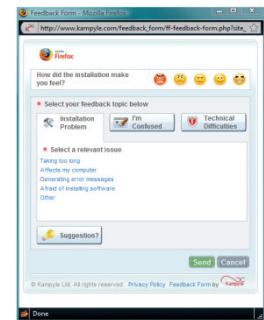 Feedback Form - Mozilla Firefox
http://www.kampyle.com/feedback_form/ff-feedback-form.php?site_
Firefox
How did the installation make
you feel?
* Select your feedback topic below
Installation
Problem
I'm
Confused
Technical
Difficulties
* Select a relevant issue
Taking too long
Affects my computer
Generating error messages
Afraid of installing software
Other
Suggestion?
Send
Cancel
© Kampyle Ltd. All rights reserved
Privacy Policy
Feedback Form by
Kampyle
Done